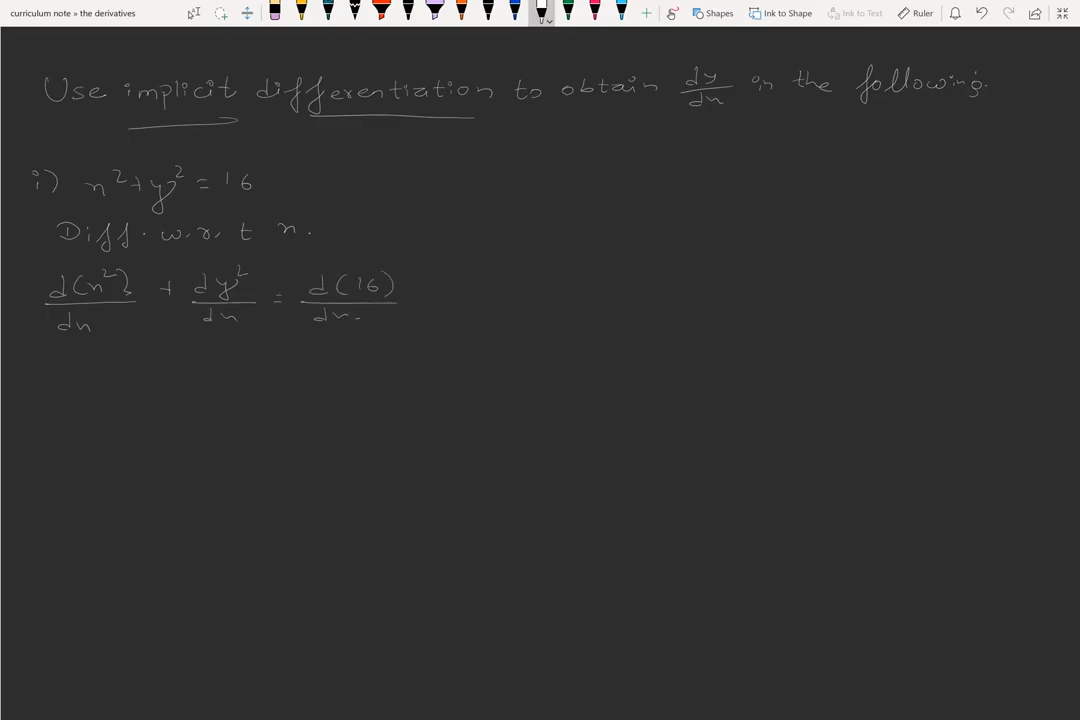 curriculum note » the derivatives Shapes Ink to Shape Ink to Text Ruler
Use implicit differentiation to obtain dy/dx in the following.
i) x²+y² = 16
Diff. w.r.t x.
d(x²)/dx + dy²/dx = d(16)/dx.